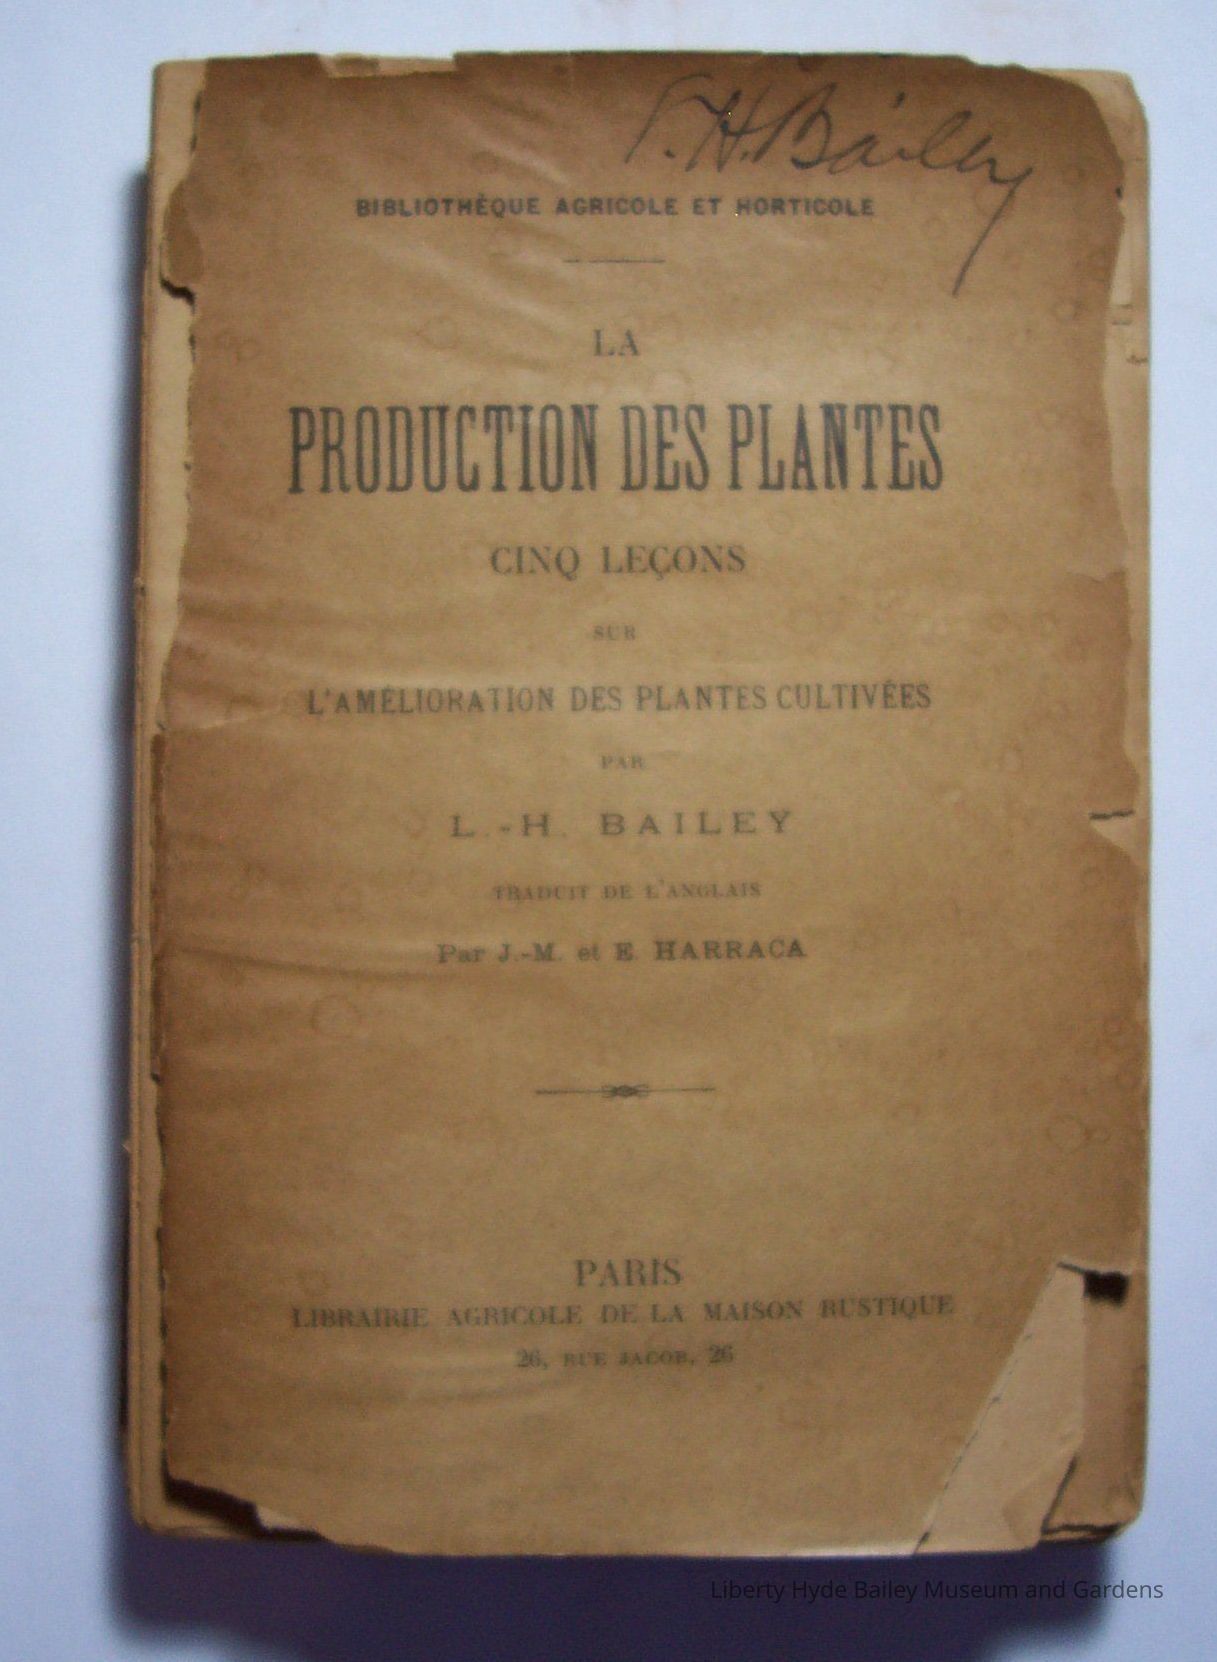 L. H. Bailey
BIBLIOTHÈQUE AGRICOLE ET HORTICOLE
LA
PRODUCTION DES PLANTES
CINQ LEÇONS
SUR
L'AMÉLIORATION DES PLANTES CULTIVÉES
PAR
L.-H. BAILEY
TRADUIT DE L'ANGLAIS
Par J.-M. et E. HARRACA
PARIS
LIBRAIRIE AGRICOLE DE LA MAISON RUSTIQUE
26, RUE JACOB, 26
Liberty Hyde Bailey Museum and Gardens